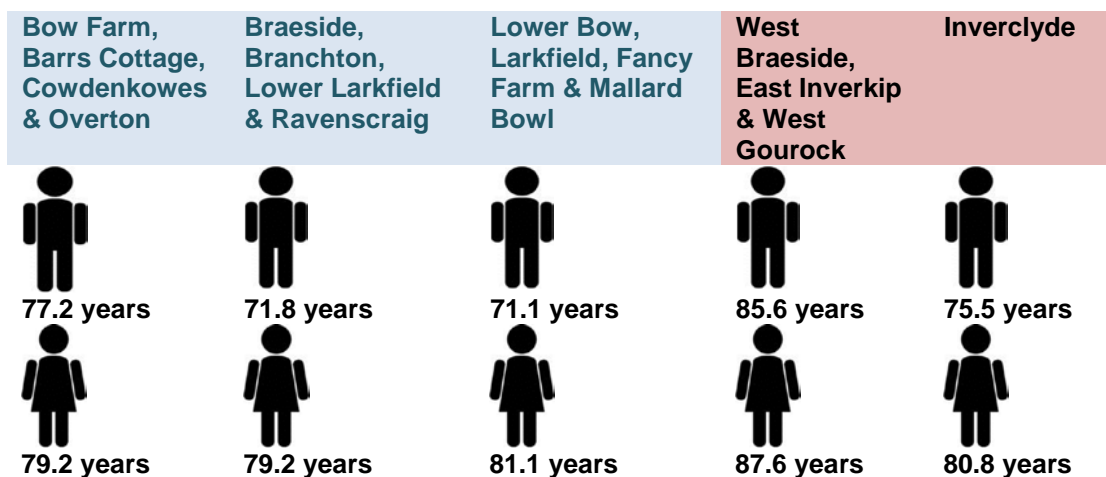 Bow Farm,
Barrs Cottage,
Cowdenkowes
& Overton
Braeside,
Branchton,
Lower Larkfield
& Ravenscraig
Lower Bow,
Larkfield, Fancy
Farm & Mallard
Bowl
West
Braeside,
East Inverkip
& West
Gourock
Inverclyde
77.2 years
71.8 years
71.1 years
85.6 years
75.5 years
79.2 years
79.2 years
81.1 years
87.6 years
80.8 years